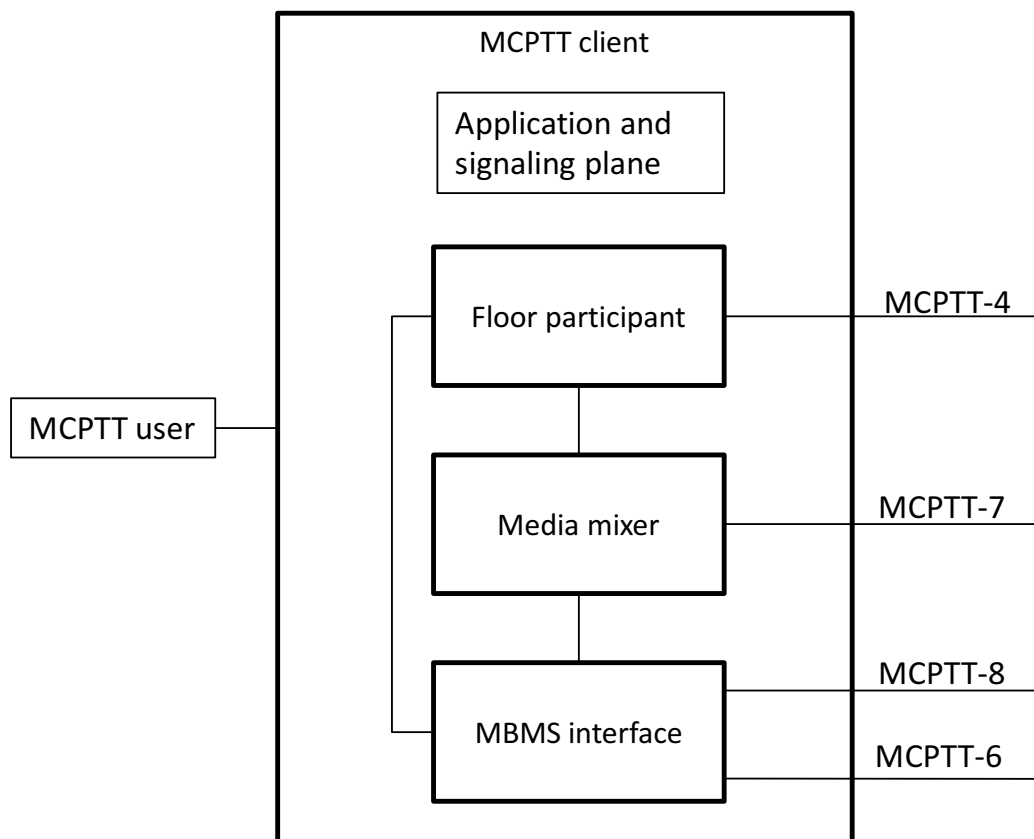 MCPTT client
Application and
signaling plane
Floor participant
MCPTT-4
MCPTT user
Media mixer
MCPTT-7
MCPTT-8
MBMS interface
MCPTT-6